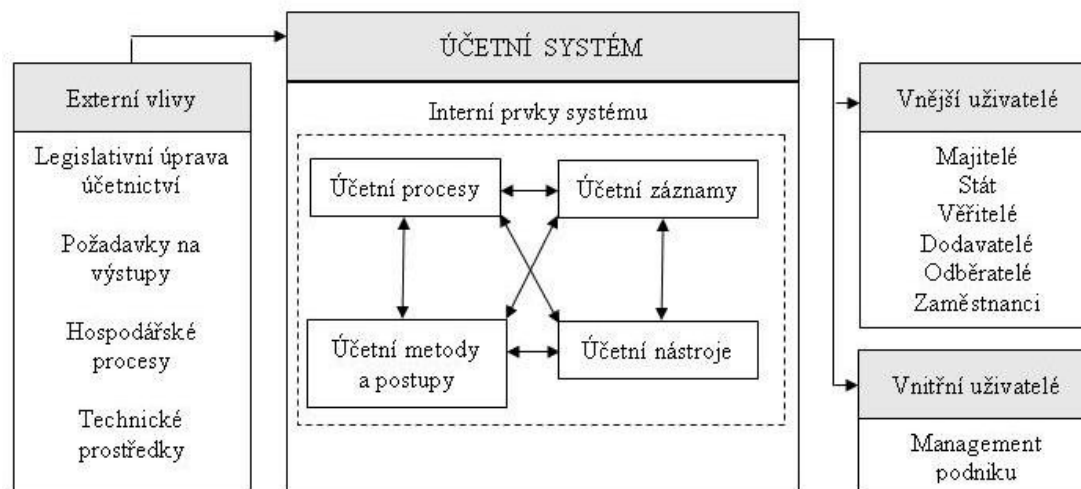 ÚČETNÍ SYSTÉM
Externí vlivy
Legislativní úprava
účetnictví
Požadavky na
výstupy
Hospodářské
procesy
Technické
prostředky
Interní prvky systému
Účetní procesy
Účetní záznamy
Účetní metody
a postupy
Účetní nástroje
Vnější uživatelé
Majitelé
Stát
Věřitelé
Dodavatelé
Odběratelé
Zaměstnanci
Vnitřní uživatelé
Management
podniku